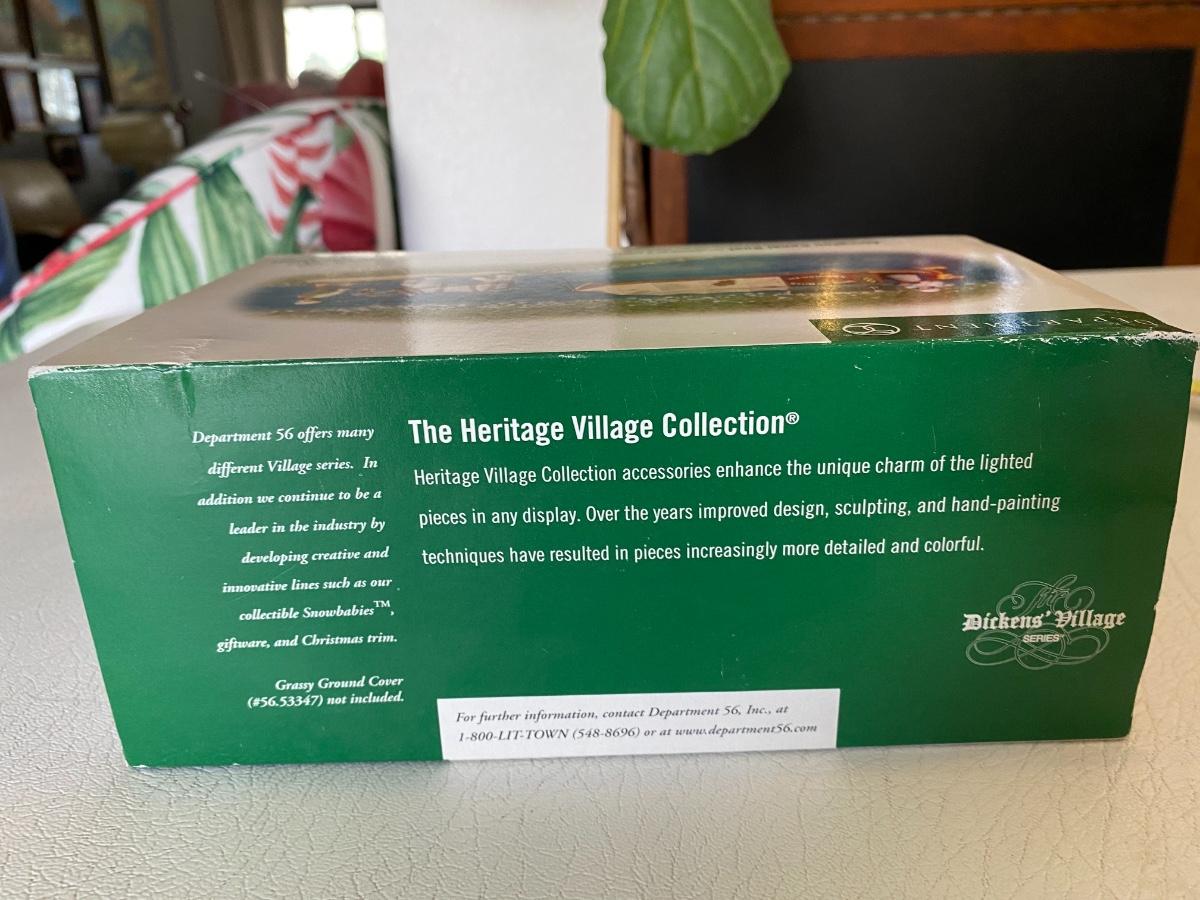 DEPARTMENT
Department 56 offers many
different Village series. In
addition we continue to be a
leader in the industry by
developing creative and
innovative lines such as our
collectible Snowbabies™,
giftware, and Christmas trim.
Grassy Ground Cover
(#56.53347) not included.
The Heritage Village Collection®
Heritage Village Collection accessories enhance the unique charm of the lighted
pieces in any display. Over the years improved design, sculpting, and hand-painting
techniques have resulted in pieces increasingly more detailed and colorful.
The
Dickens' Village
SERIES
For further information, contact Department 56, Inc., at
1-800-LIT-TOWN (548-8696) or at www.department56.com